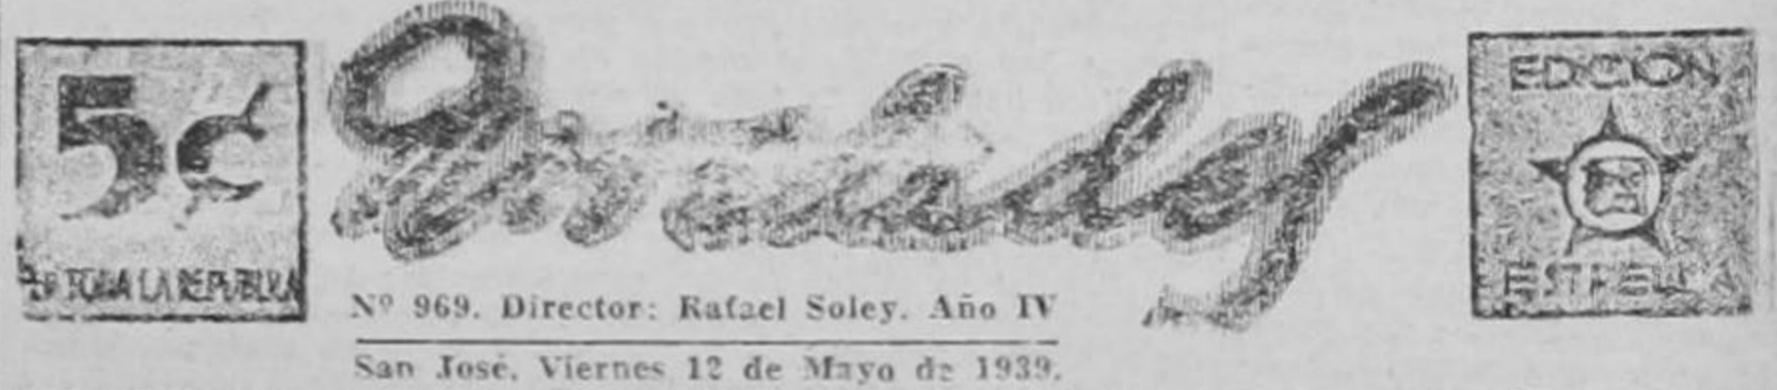 5¢
EN TODA LA REPUBLICA
EDICION
ESTRELLA
Nº 969. Director: Rafael Soley. Año IV
San José, Viernes 12 de Mayo de 1939.